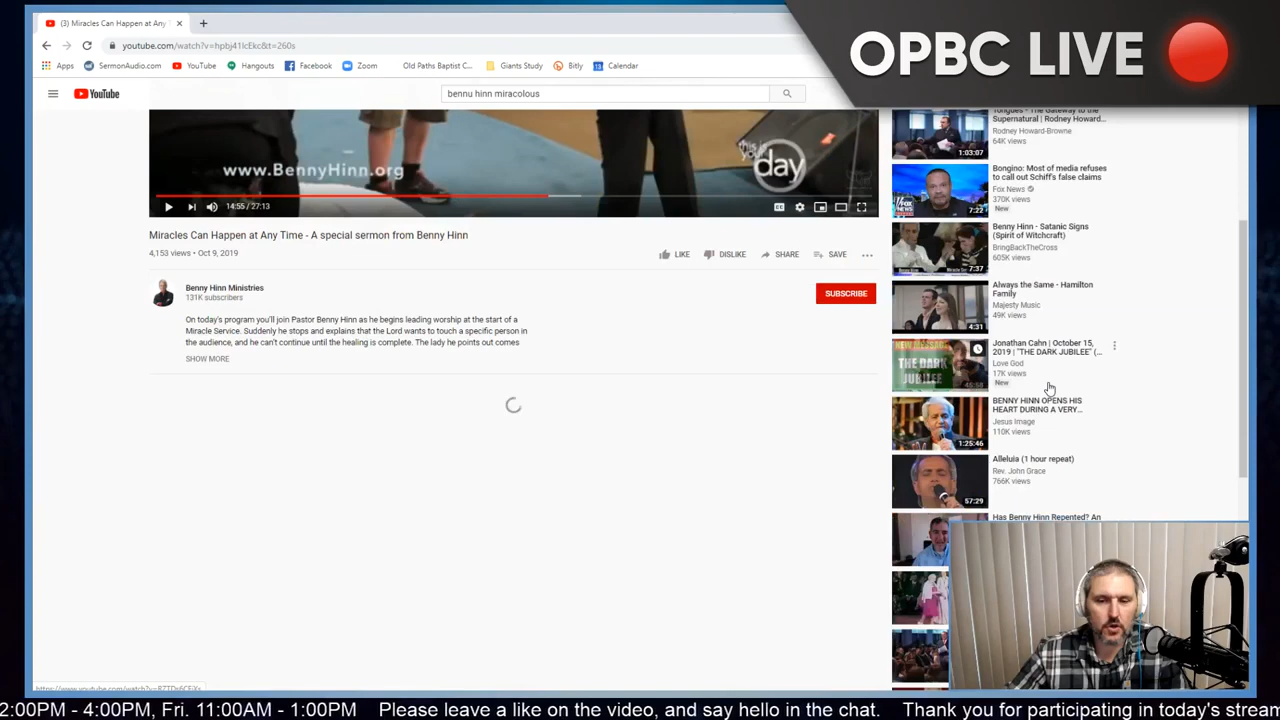 (3) Miracles Can Happen at Any T
OPBC LIVE
youtube.com/watch?v=hpbj41IcEkc&t=260s
Apps SermonAudio.com YouTube Hangouts Facebook Zoom Old Paths Baptist C... Giants Study Bitly Calendar
YouTube
bennu hinn miracolous
www.BennyHinn.org
your day
14:55 / 27:13
Miracles Can Happen at Any Time - A special sermon from Benny Hinn
4,153 views • Oct 9, 2019
LIKE DISLIKE SHARE SAVE
Benny Hinn Ministries
131K subscribers
SUBSCRIBE
On today's program you'll join Pastor Benny Hinn as he begins leading worship at the start of a
Miracle Service. Suddenly he stops and explains that the Lord wants to touch a specific person in
the audience, and he can't continue until the healing is complete. The lady he points out comes
SHOW MORE
Tongues - The Gateway to the
Supernatural | Rodney Howard...
Rodney Howard-Browne
64K views
1:03:07
Bongino: Most of media refuses
to call out Schiff's false claims
Fox News
370K views
New
7:22
Benny Hinn - Satanic Signs
(Spirit of Witchcraft)
BringBackTheCross
605K views
7:37
Always the Same - Hamilton
Family
Majesty Music
49K views
4:31
Jonathan Cahn | October 15,
2019 | "THE DARK JUBILEE" (...
Love God
17K views
New
THE DARK
JUBILEE
45:58
BENNY HINN OPENS HIS
HEART DURING A VERY...
Jesus Image
110K views
1:25:46
Alleluia (1 hour repeat)
Rev. John Grace
766K views
57:29
Has Benny Hinn Repented? An
2:00PM - 4:00PM, Fri. 11:00AM - 1:00PM Please leave a like on the video, and say hello in the chat. Thank you for participating in today's stream